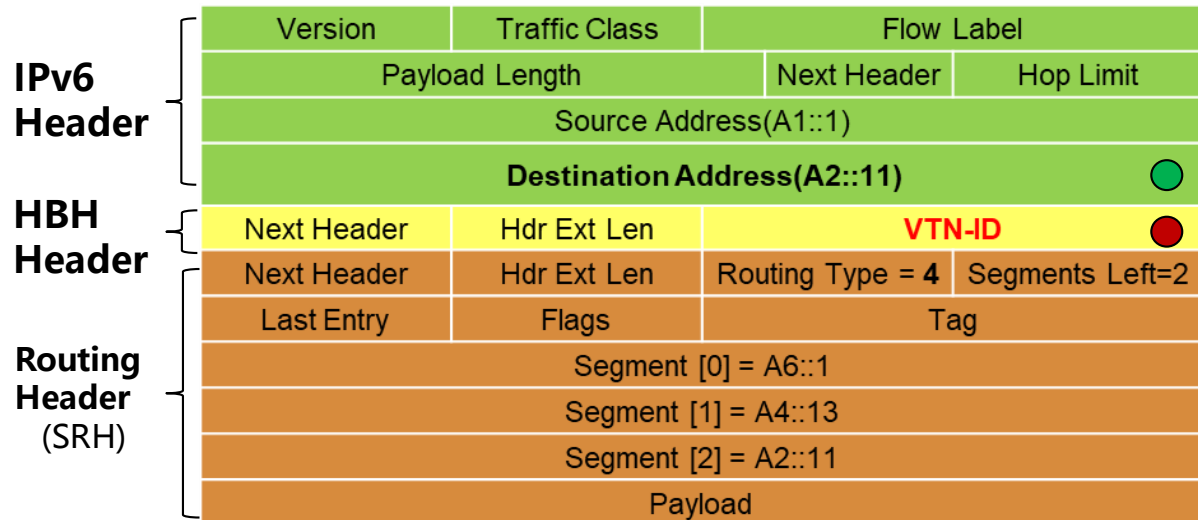 IPv6
Header
Version Traffic Class Flow Label
Payload Length Next Header Hop Limit
Source Address(A1::1)
Destination Address(A2::11)
HBH
Header
Next Header Hdr Ext Len VTN-ID
Routing
Header
(SRH)
Next Header Hdr Ext Len Routing Type = 4 Segments Left=2
Last Entry Flags Tag
Segment [0] = A6::1
Segment [1] = A4::13
Segment [2] = A2::11
Payload